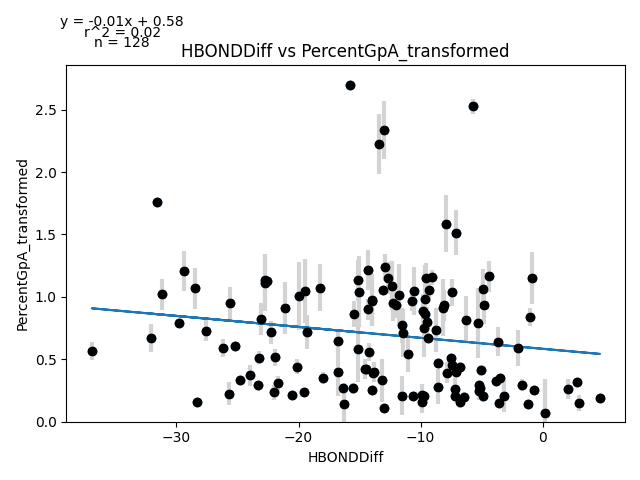 y = -0.01x + 0.58
r^2 = 0.02
n = 128
HBONDDiff vs PercentGpA_transformed
PercentGpA_transformed
2.5
2.0
1.5
1.0
0.5
0.0
−30
−20
−10
0
HBONDDiff